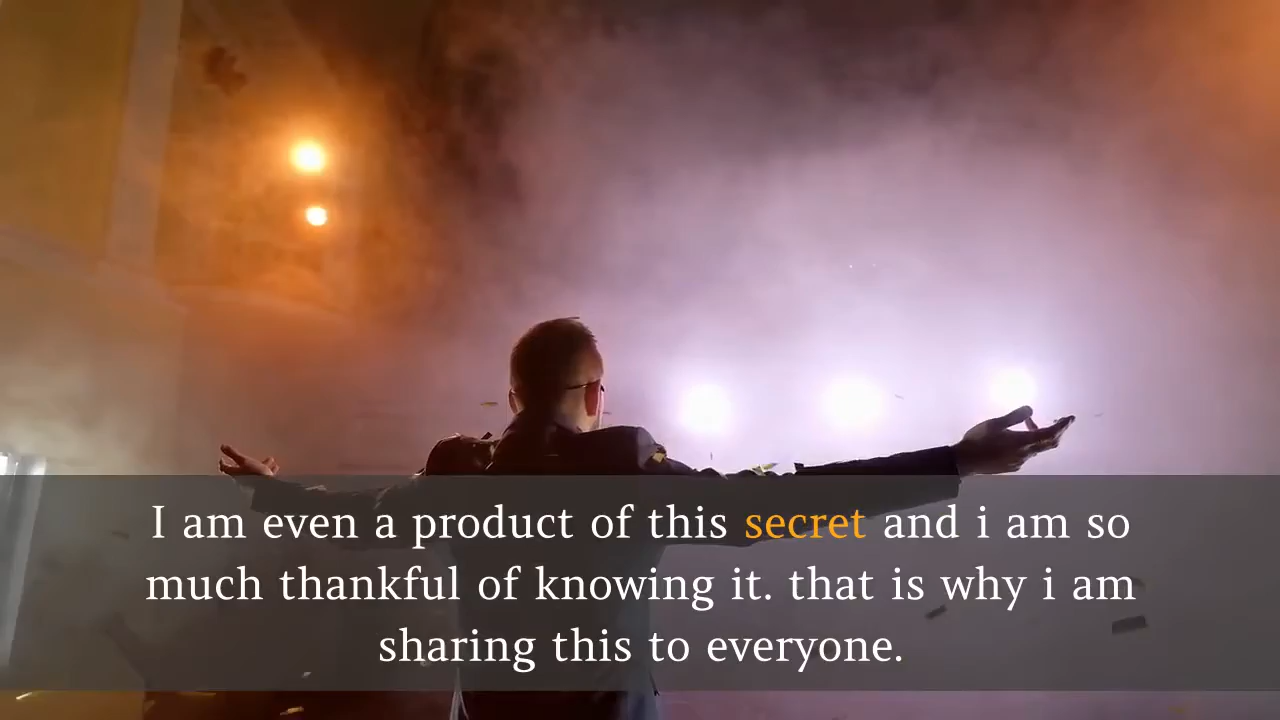 I am even a product of this secret and i am so
much thankful of knowing it. that is why i am
sharing this to everyone.